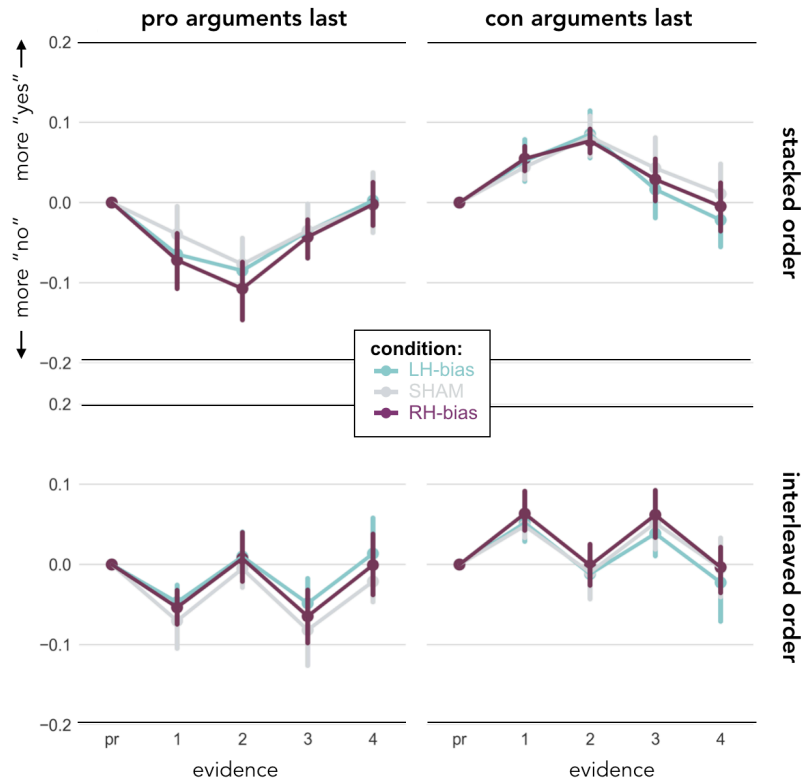 pro arguments last
con arguments last
more “yes”
more “no”
0.2
0.1
0.0
−0.1
−0.2
stacked order
condition:
LH-bias
SHAM
RH-bias
0.2
0.1
0.0
−0.1
−0.2
interleaved order
pr 1 2 3 4
pr 1 2 3 4
evidence
evidence